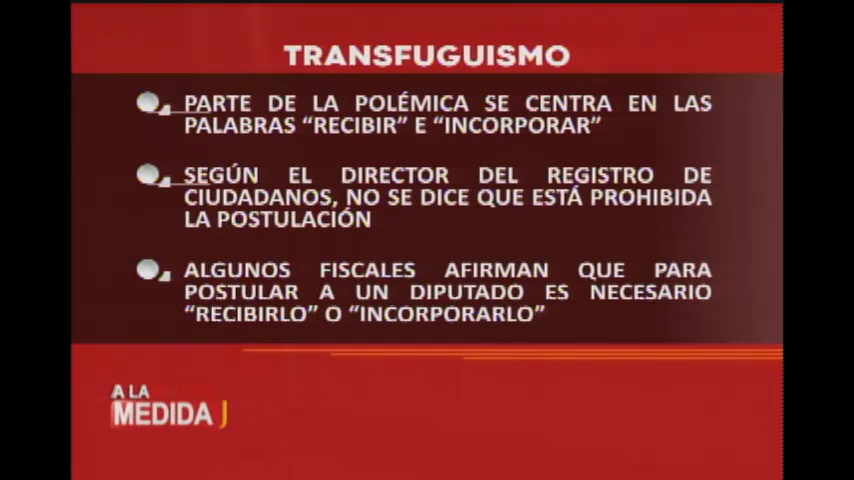 TRANSFUGUISMO
PARTE DE LA POLÉMICA SE CENTRA EN LAS
PALABRAS “RECIBIR” E “INCORPORAR”
SEGÚN EL DIRECTOR DEL REGISTRO DE
CIUDADANOS, NO SE DICE QUE ESTÁ PROHIBIDA
LA POSTULACIÓN
ALGUNOS FISCALES AFIRMAN QUE PARA
POSTULAR A UN DIPUTADO ES NECESARIO
“RECIBIRLO” O “INCORPORARLO”
A LA
MEDIDA